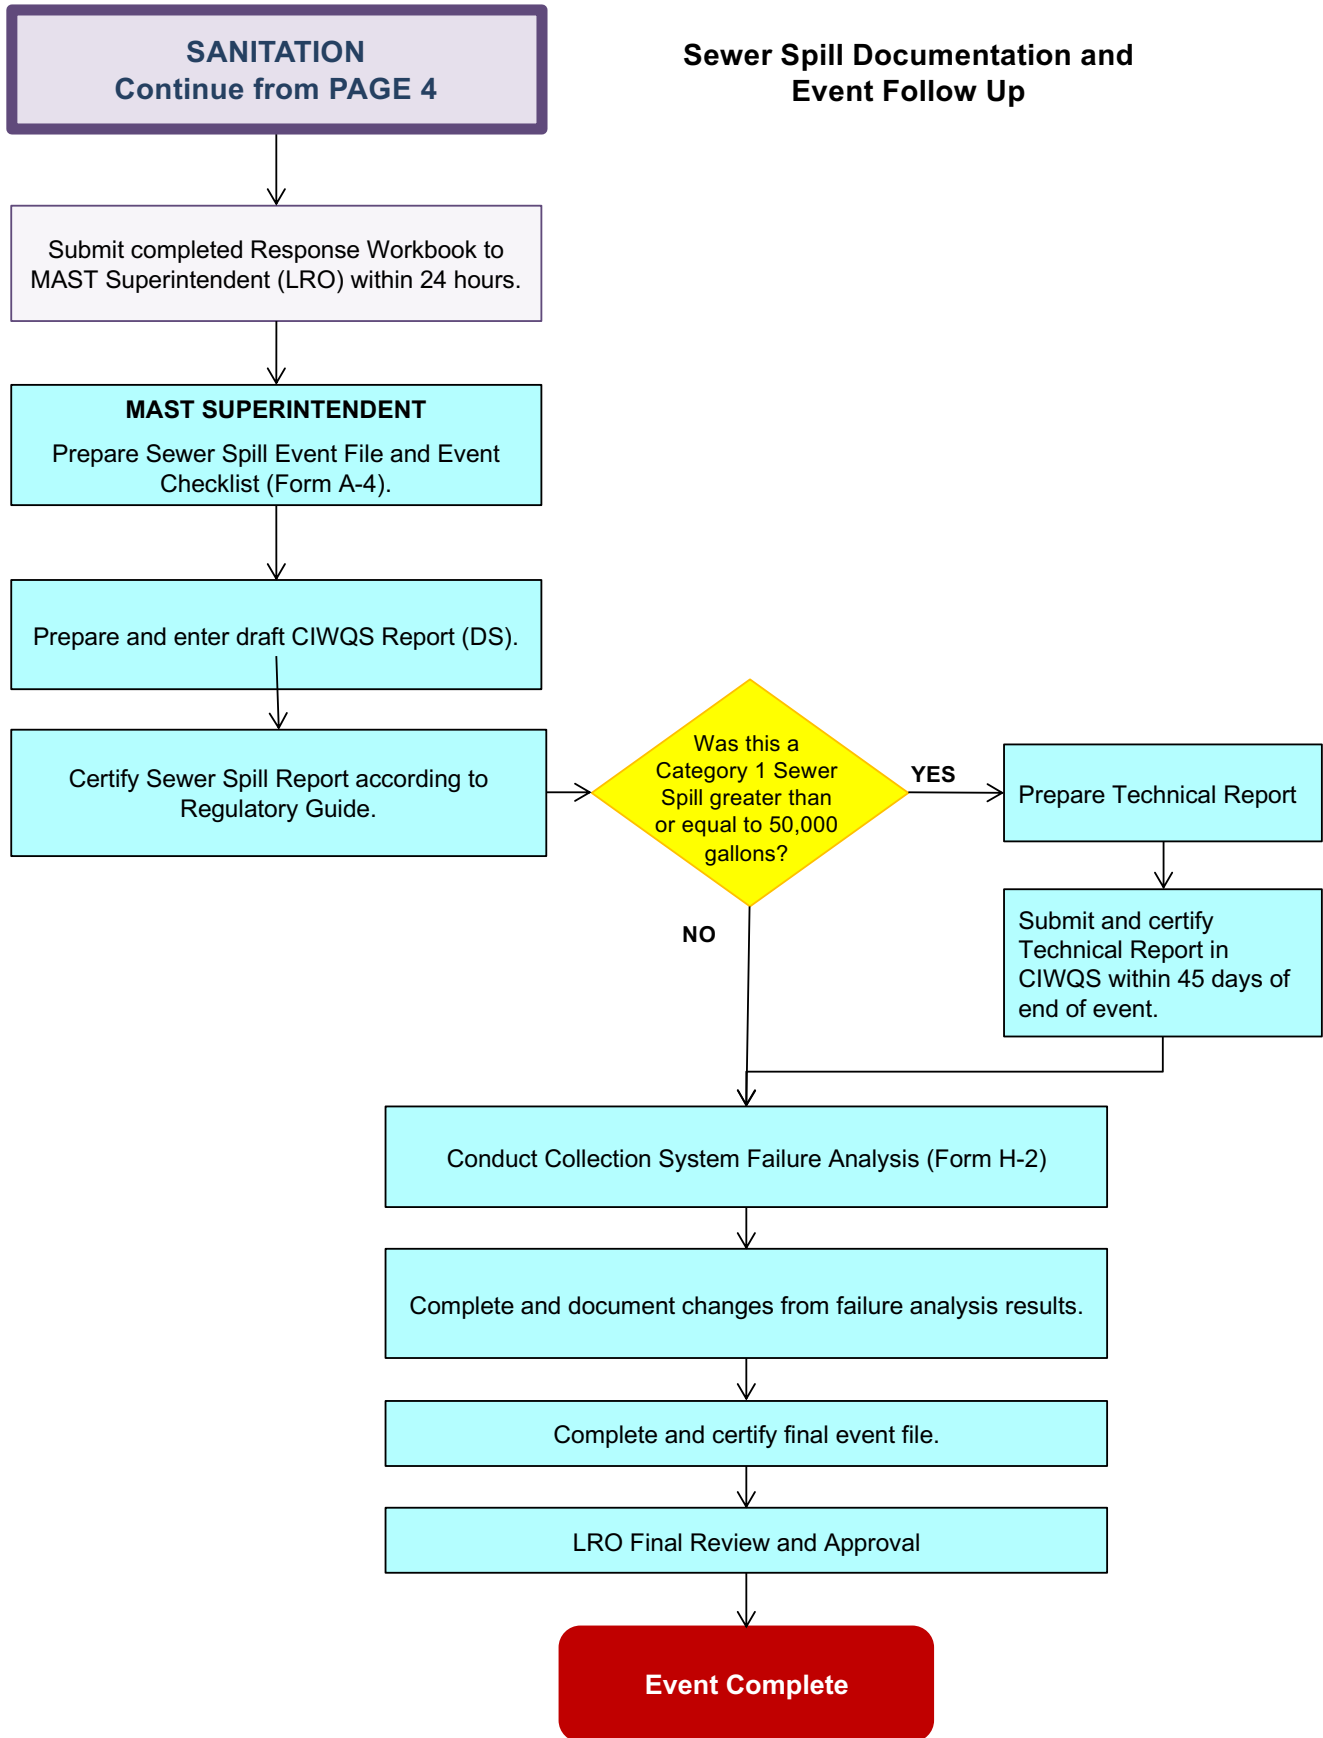 SANITATION
Continue from PAGE 4
Sewer Spill Documentation and
Event Follow Up
Submit completed Response Workbook to
MAST Superintendent (LRO) within 24 hours.
MAST SUPERINTENDENT
Prepare Sewer Spill Event File and Event
Checklist (Form A-4).
Prepare and enter draft CIWQS Report (DS).
Certify Sewer Spill Report according to
Regulatory Guide.
Was this a
Category 1 Sewer
Spill greater than
or equal to 50,000
gallons?
YES
Prepare Technical Report
Submit and certify
Technical Report in
CIWQS within 45 days of
end of event.
NO
Conduct Collection System Failure Analysis (Form H-2)
Complete and document changes from failure analysis results.
Complete and certify final event file.
LRO Final Review and Approval
Event Complete